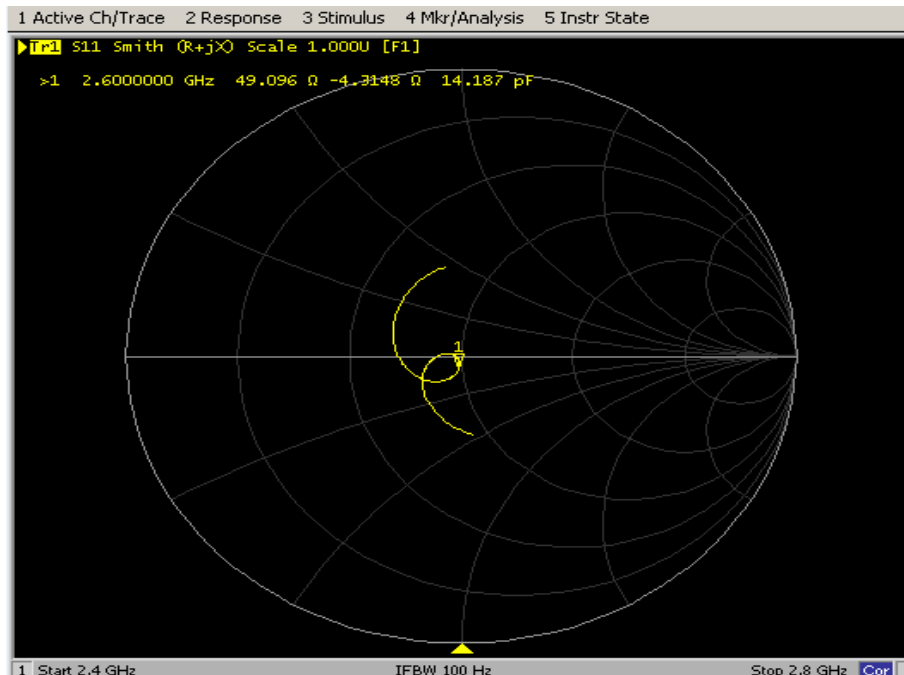 1 Active Ch/Trace 2 Response 3 Stimulus 4 Mkr/Analysis 5 Instr State
Tr1 S11 Smith (R+jX) Scale 1.000U [F1]
>1 2.6000000 GHz 49.096 Ω -4.3148 Ω 14.187 pF
1
1 Start 2.4 GHz IFBW 100 Hz Stop 2.8 GHz Cor